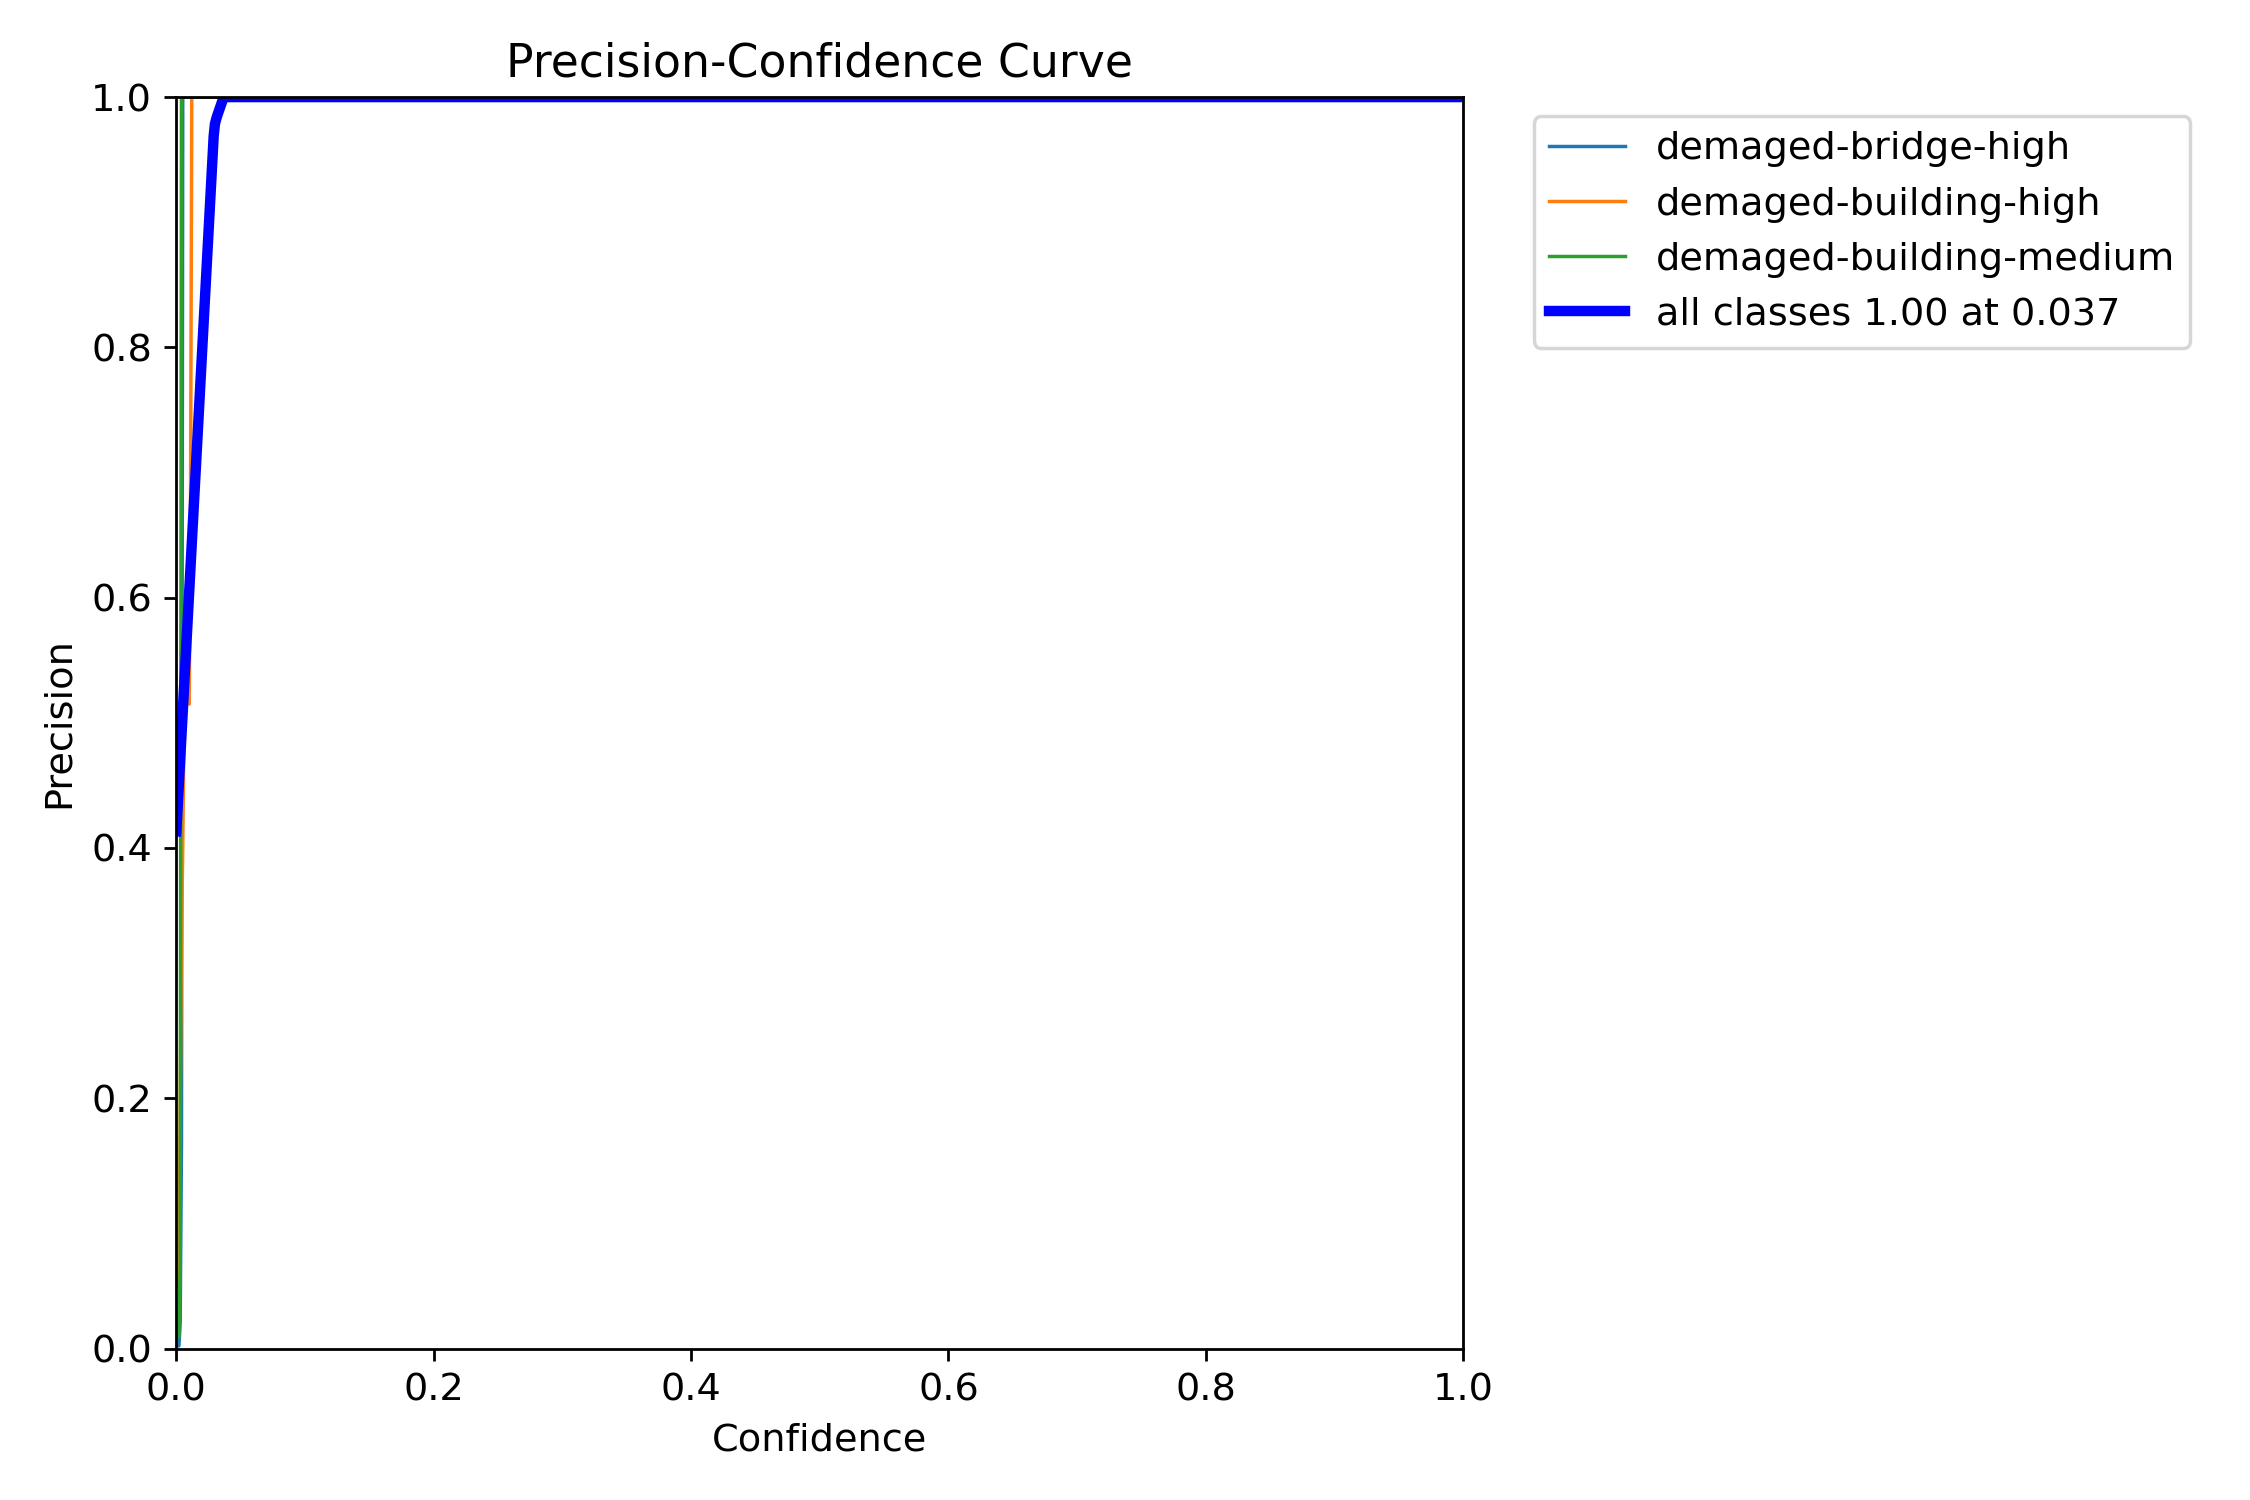 Precision-Confidence Curve
1.0
0.8
0.6
0.4
0.2
0.0
Precision
0.0 0.2 0.4 0.6 0.8 1.0
Confidence
demaged-bridge-high
demaged-building-high
demaged-building-medium
all classes 1.00 at 0.037